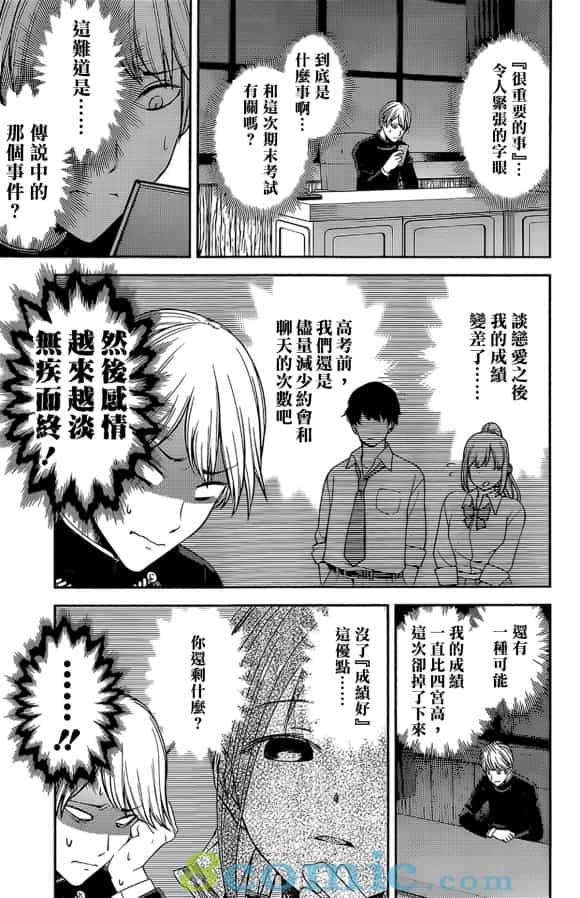 『很重要的事』…
令人緊張的字眼
到底是
什麼事啊…
和這次期末考試
有關嗎？
這難道是……
傳說中的
那個事件？
談戀愛之後
我的成績
變差了……
高考前，
我們還是
儘量減少約會和
聊天的次數吧
然後感情
越來越淡
無疾而終！
還有
一種可能
我的成績
一直比四宮高，
這次卻掉了下來
沒了『成績好』
這優點……
你還剩什麼？
……!!
8comic.com